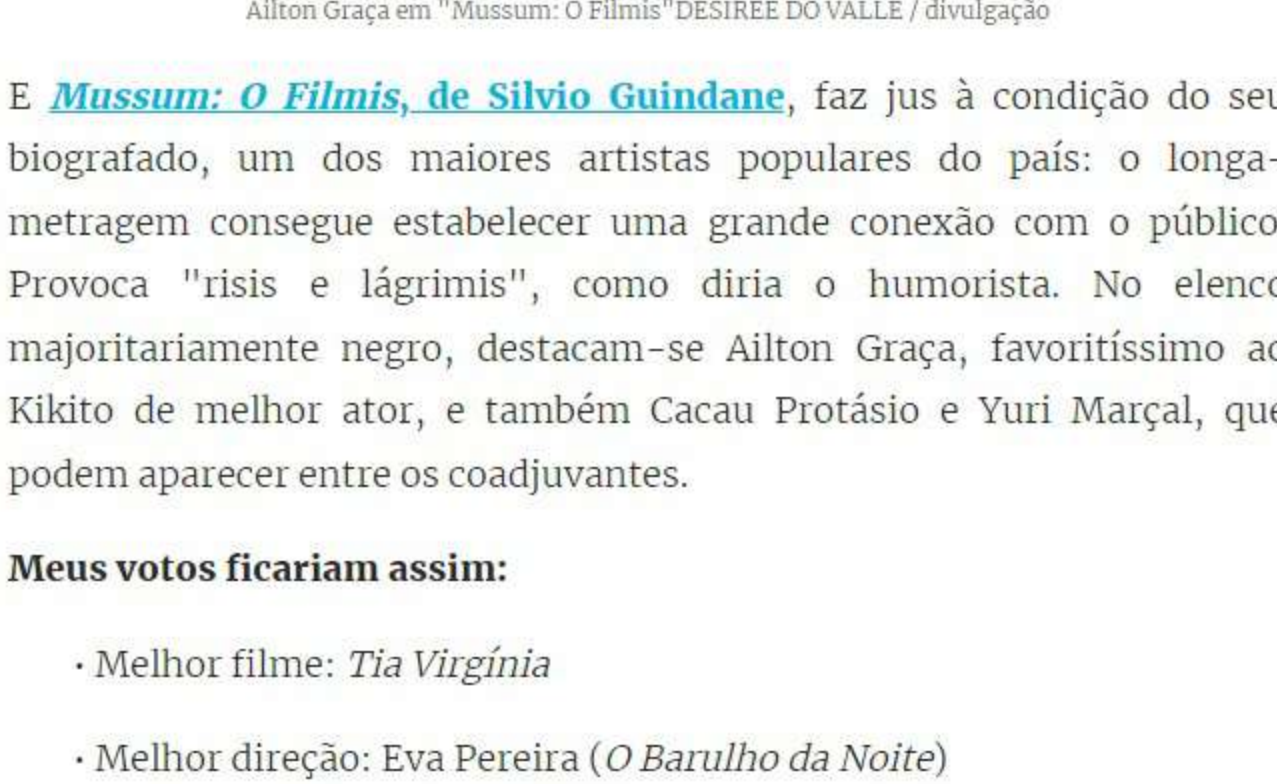 Ailton Graça em "Mussum: O Filmis"DESIREE DO VALLE / divulgação
E Mussum: O Filmis, de Silvio Guindane, faz jus à condição do seu
biografado, um dos maiores artistas populares do país: o longa-
metragem consegue estabelecer uma grande conexão com o público.
Provoca "risis e lágrimis", como diria o humorista. No elenco
majoritariamente negro, destacam-se Ailton Graça, favoritíssimo ao
Kikito de melhor ator, e também Cacau Protásio e Yuri Marçal, que
podem aparecer entre os coadjuvantes.
Meus votos ficariam assim:
• Melhor filme: Tia Virgínia
• Melhor direção: Eva Pereira (O Barulho da Noite)